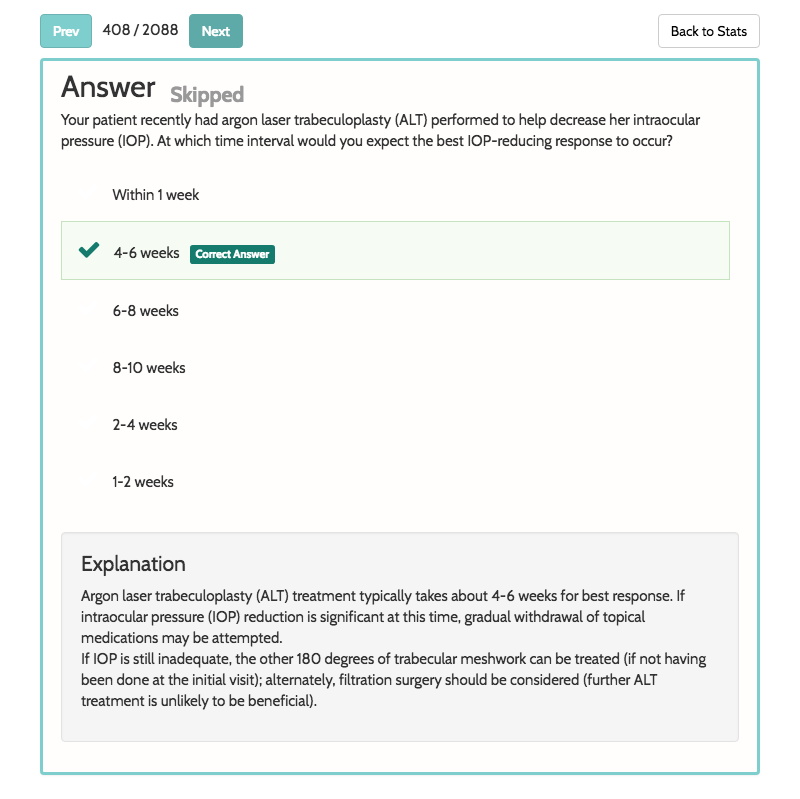 Prev 408 / 2088 Next Back to Stats
Answer Skipped
Your patient recently had argon laser trabeculoplasty (ALT) performed to help decrease her intraocular
pressure (IOP). At which time interval would you expect the best IOP-reducing response to occur?
Within 1 week
4-6 weeks Correct Answer
6-8 weeks
8-10 weeks
2-4 weeks
1-2 weeks
Explanation
Argon laser trabeculoplasty (ALT) treatment typically takes about 4-6 weeks for best response. If
intraocular pressure (IOP) reduction is significant at this time, gradual withdrawal of topical
medications may be attempted.
If IOP is still inadequate, the other 180 degrees of trabecular meshwork can be treated (if not having
been done at the initial visit); alternately, filtration surgery should be considered (further ALT
treatment is unlikely to be beneficial).